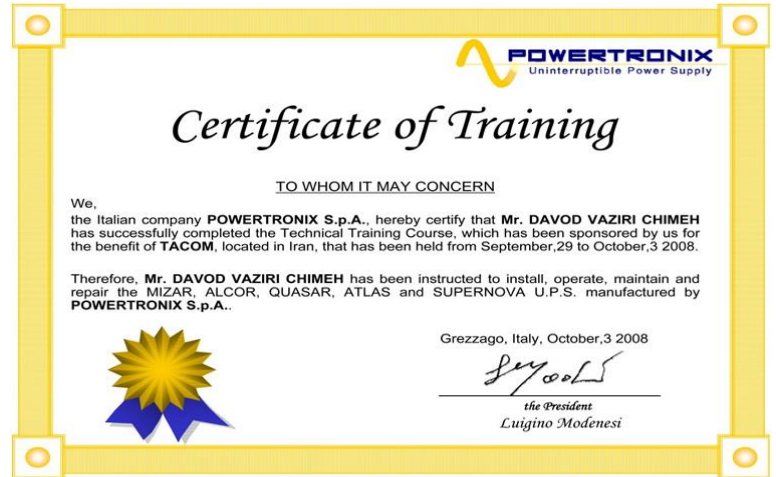 POWERTRONIX
Uninterruptible Power Supply
Certificate of Training
TO WHOM IT MAY CONCERN
We,
the Italian company POWERTRONIX S.p.A., hereby certify that Mr. DAVOD VAZIRI CHIMEH
has successfully completed the Technical Training Course, which has been sponsored by us for
the benefit of TACOM, located in Iran, that has been held from September,29 to October,3 2008.
Therefore, Mr. DAVOD VAZIRI CHIMEH has been instructed to install, operate, maintain and
repair the MIZAR, ALCOR, QUASAR, ATLAS and SUPERNOVA U.P.S. manufactured by
POWERTRONIX S.p.A..
Grezzago, Italy, October,3 2008
the President
Luigino Modenesi